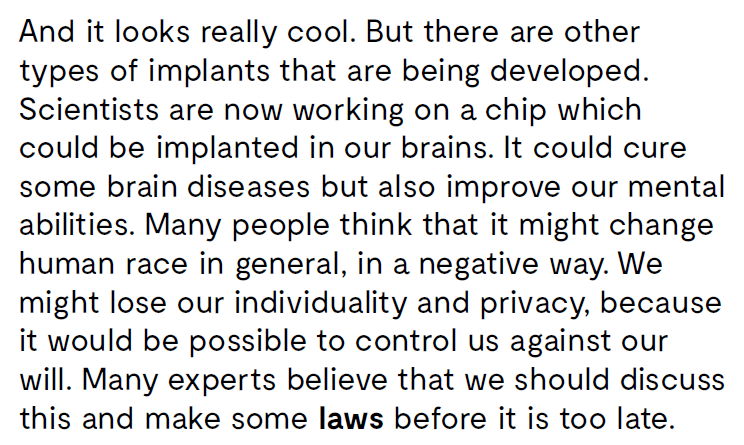 And it looks really cool. But there are other
types of implants that are being developed.
Scientists are now working on a chip which
could be implanted in our brains. It could cure
some brain diseases but also improve our mental
abilities. Many people think that it might change
human race in general, in a negative way. We
might lose our individuality and privacy, because
it would be possible to control us against our
will. Many experts believe that we should discuss
this and make some laws before it is too late.